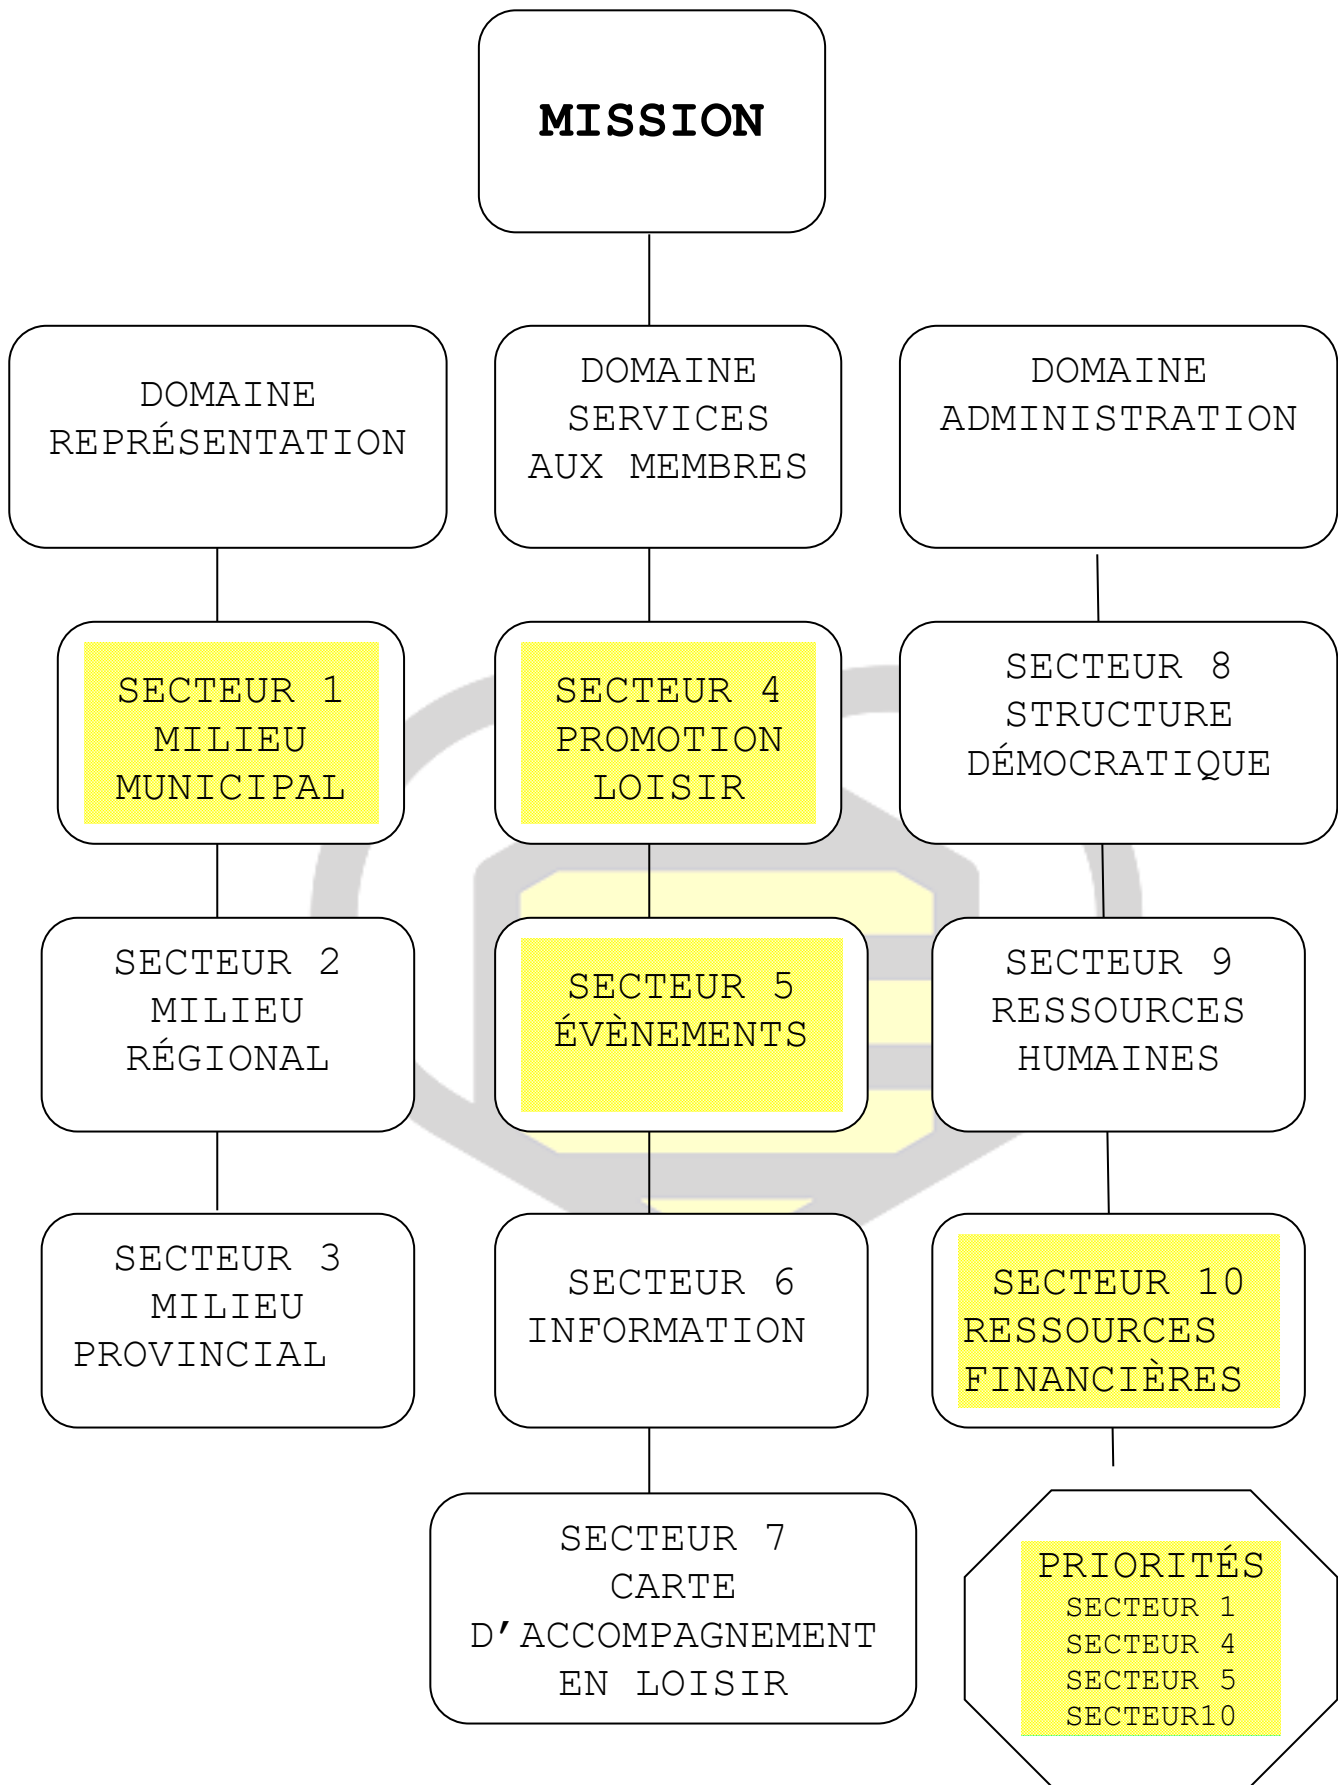 MISSION
DOMAINE
REPRÉSENTATION
DOMAINE
SERVICES
AUX MEMBRES
DOMAINE
ADMINISTRATION
SECTEUR 1
MILIEU
MUNICIPAL
SECTEUR 4
PROMOTION
LOISIR
SECTEUR 8
STRUCTURE
DÉMOCRATIQUE
SECTEUR 2
MILIEU
RÉGIONAL
SECTEUR 5
ÉVÈNEMENTS
SECTEUR 9
RESSOURCES
HUMAINES
SECTEUR 3
MILIEU
PROVINCIAL
SECTEUR 6
INFORMATION
SECTEUR 10
RESSOURCES
FINANCIÈRES
SECTEUR 7
CARTE
D’ACCOMPAGNEMENT
EN LOISIR
PRIORITÉS
SECTEUR 1
SECTEUR 4
SECTEUR 5
SECTEUR10